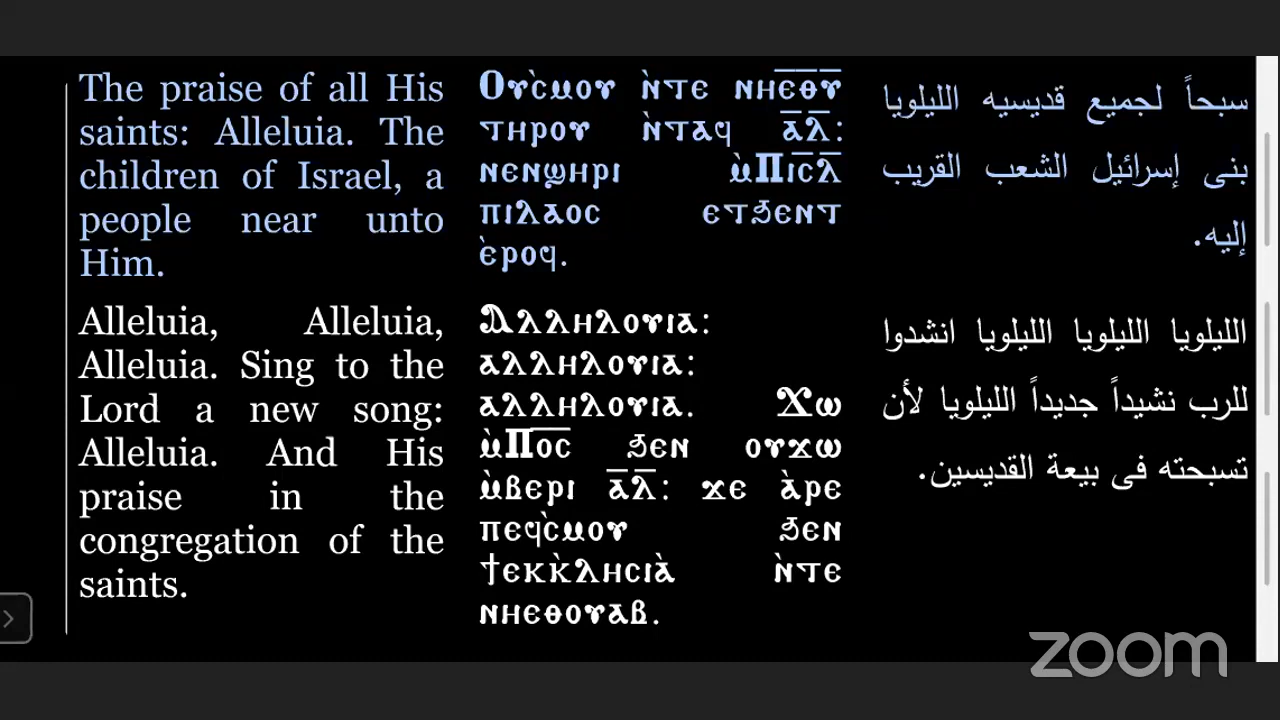 The praise of all His
saints: Alleluia. The
children of Israel, a
people near unto
Him.
Ⲟⲩⲥ̀ⲙⲟⲩ ⲛ̀ⲧⲉ ⲛⲏⲉ̅ⲑ̅ⲩ̅
ⲧⲏⲣⲟⲩ ⲛ̀ⲧⲁϥ ⲁ̅ⲗ̅:
ⲛⲉⲛϣⲏⲣⲓ ⲙ̀Ⲡⲓ̅ⲥ̅ⲗ̅
ⲡⲓⲗⲁⲟⲥ ⲉⲧϧⲉⲛⲧ
ⲉ̀ⲣⲟϥ.
سبحاً لجميع قديسيه الليلويا
بنى إسرائيل الشعب القريب
إليه.
Alleluia, Alleluia,
Alleluia. Sing to the
Lord a new song:
Alleluia. And His
praise in the
congregation of the
saints.
Ⲁⲗⲗⲏⲗⲟⲩⲓⲁ:
ⲁⲗⲗⲏⲗⲟⲩⲓⲁ:
ⲁⲗⲗⲏⲗⲟⲩⲓⲁ. Ϫⲱ
ⲙ̀Ⲡⲟ̅ⲥ̅ ϧⲉⲛ ⲟⲩϫⲱ
ⲙ̀ⲃⲉⲣⲓ ⲁ̅ⲗ̅: ϫⲉ ⲁ̀ⲣⲉ
ⲡⲉϥⲥ̀ⲙⲟⲩ ϧⲉⲛ
ϯⲉⲕⲕ̀ⲗⲏⲥⲓⲁ̀ ⲛ̀ⲧⲉ
ⲛⲏⲉⲑⲟⲩⲁⲃ.
الليلويا الليلويا الليلويا انشدوا
للرب نشيداً جديداً الليلويا لأن
تسبحته فى بيعة القديسين.
zoom